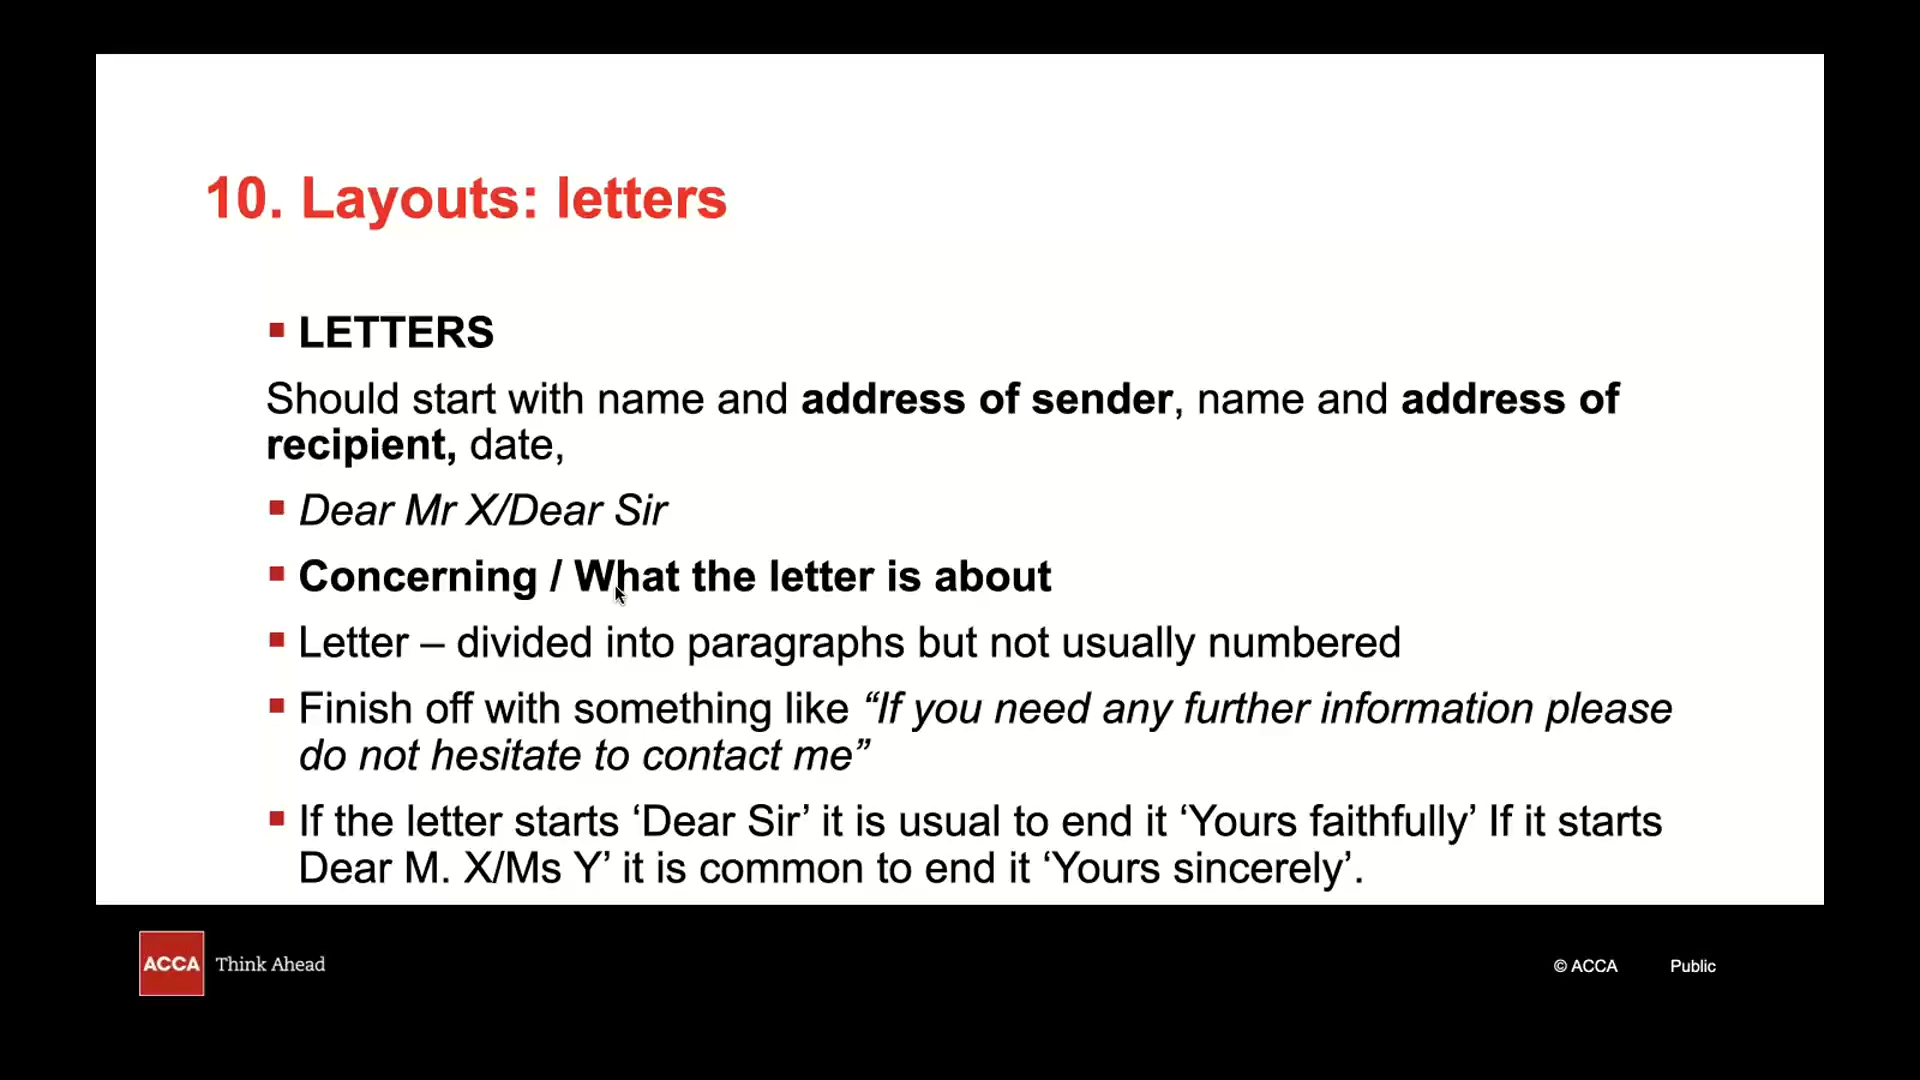 10. Layouts: letters
▪ LETTERS
Should start with name and address of sender, name and address of
recipient, date,
▪ Dear Mr X/Dear Sir
▪ Concerning / What the letter is about
▪ Letter – divided into paragraphs but not usually numbered
▪ Finish off with something like “If you need any further information please
do not hesitate to contact me”
▪ If the letter starts ‘Dear Sir’ it is usual to end it ‘Yours faithfully’ If it starts
Dear M. X/Ms Y’ it is common to end it ‘Yours sincerely’.
ACCA Think Ahead
© ACCA Public